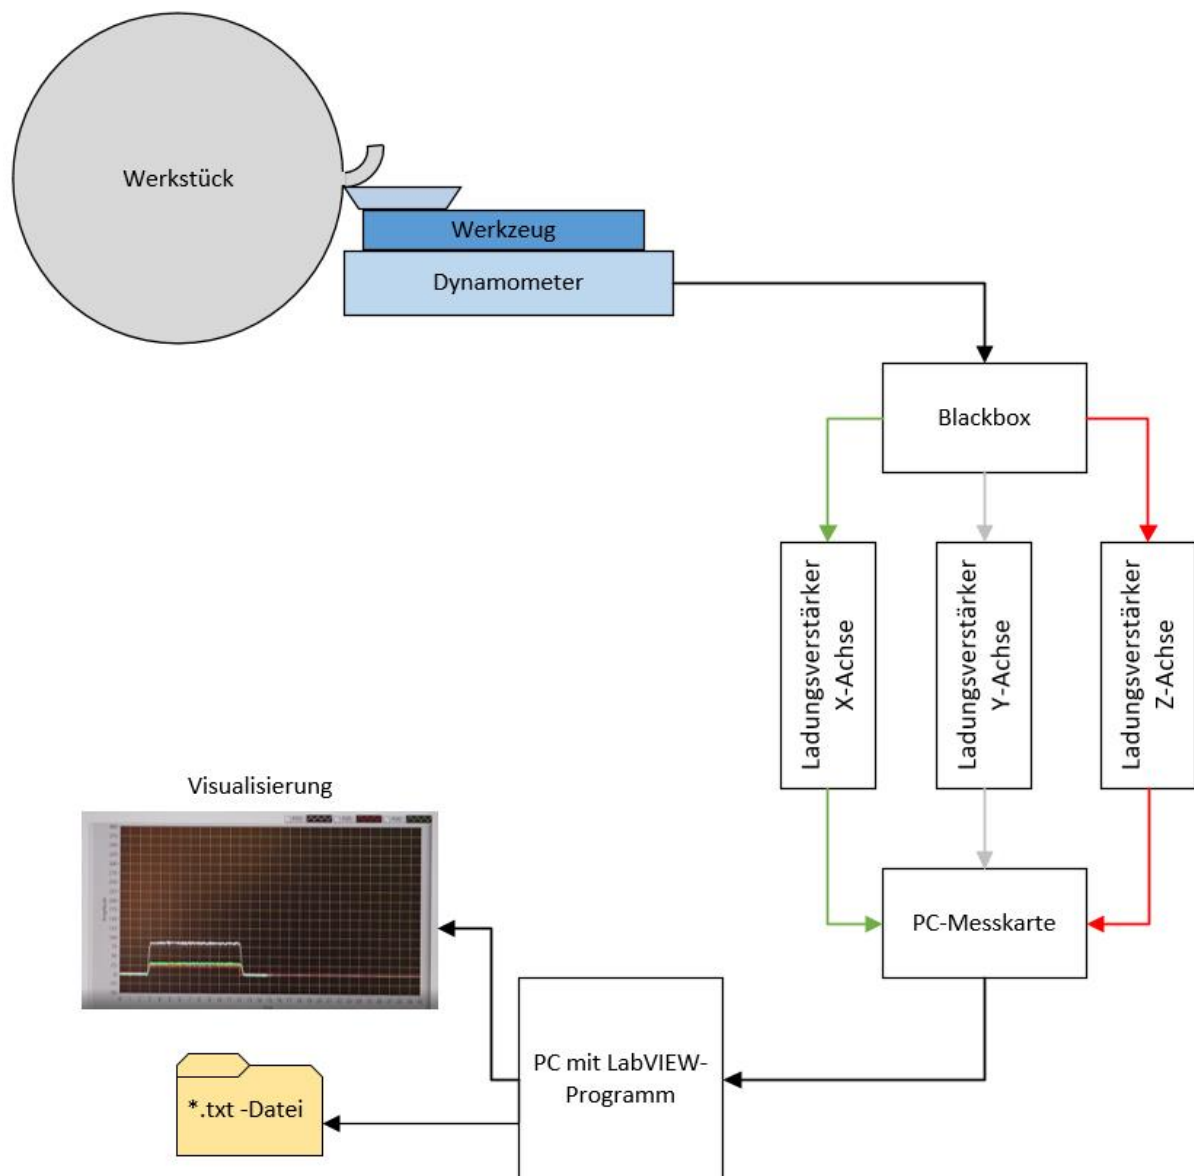 Werkstück
Werkzeug
Dynamometer
Blackbox
Ladungsverstärker
X-Achse
Ladungsverstärker
Y-Achse
Ladungsverstärker
Z-Achse
PC-Messkarte
Visualisierung
PC mit LabVIEW-
Programm
*.txt -Datei